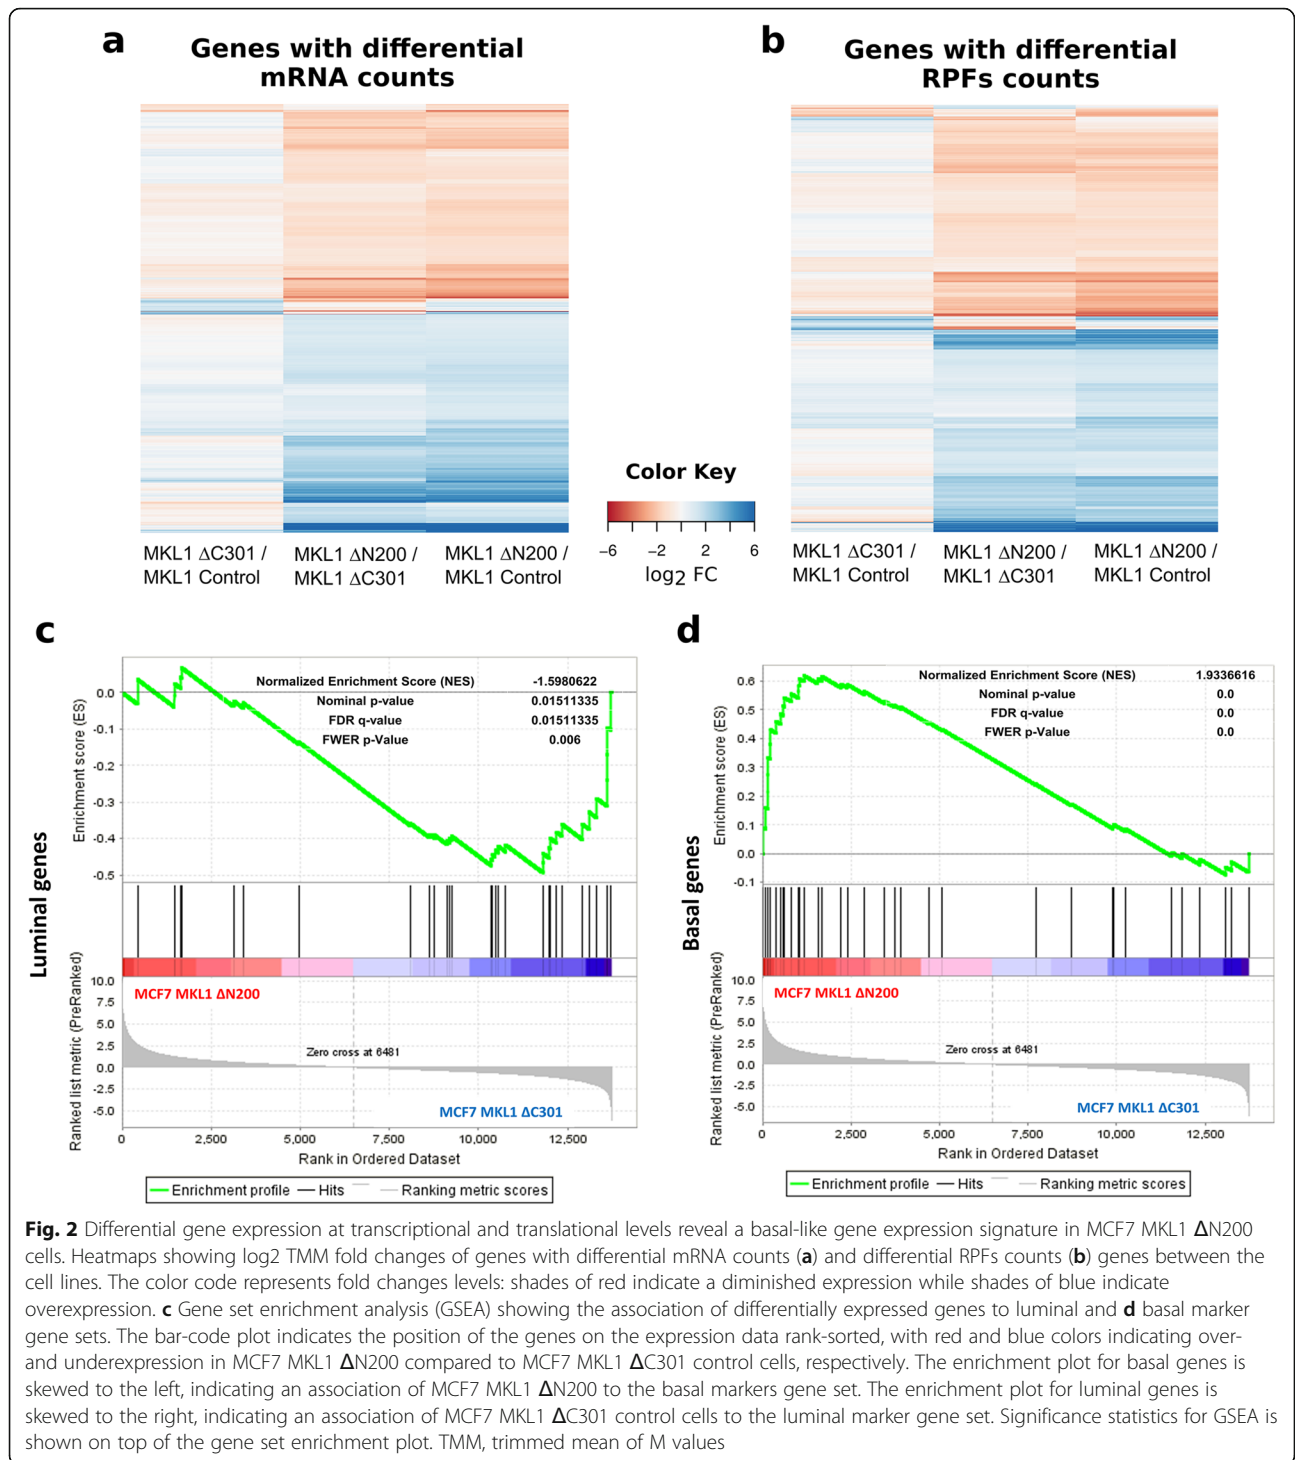 a
Genes with differential
mRNA counts
b
Genes with differential
RPFs counts
MKL1 ΔC301 /
MKL1 Control
MKL1 ΔN200 /
MKL1 ΔC301
MKL1 ΔN200 /
MKL1 Control
Color Key
−6 −2 2 6
log2 FC
MKL1 ΔC301 /
MKL1 Control
MKL1 ΔN200 /
MKL1 ΔC301
MKL1 ΔN200 /
MKL1 Control
c
Luminal genes
Enrichment score (ES)
0.0
-0.1
-0.2
-0.3
-0.4
-0.5
Normalized Enrichment Score (NES) -1.5980622
Nominal p-value 0.01511335
FDR q-value 0.01511335
FWER p-Value 0.006
MCF7 MKL1 ΔN200
Ranked list metric (PreRanked)
10.0
7.5
5.0
2.5
0.0
-2.5
-5.0
Zero cross at 6481
MCF7 MKL1 ΔC301
0 2,500 5,000 7,500 10,000 12,500
Rank in Ordered Dataset
Enrichment profile Hits Ranking metric scores
d
Basal genes
Enrichment score (ES)
0.6
0.5
0.4
0.3
0.2
0.1
0.0
-0.1
Normalized Enrichment Score (NES) 1.9336616
Nominal p-value 0.0
FDR q-value 0.0
FWER p-Value 0.0
MCF7 MKL1 ΔN200
Ranked list metric (PreRanked)
10.0
7.5
5.0
2.5
0.0
-2.5
-5.0
Zero cross at 6481
MCF7 MKL1 ΔC301
0 2,500 5,000 7,500 10,000 12,500
Rank in Ordered Dataset
Enrichment profile Hits Ranking metric scores
Fig. 2 Differential gene expression at transcriptional and translational levels reveal a basal-like gene expression signature in MCF7 MKL1 ΔN200
cells. Heatmaps showing log2 TMM fold changes of genes with differential mRNA counts (a) and differential RPFs counts (b) genes between the
cell lines. The color code represents fold changes levels: shades of red indicate a diminished expression while shades of blue indicate
overexpression. c Gene set enrichment analysis (GSEA) showing the association of differentially expressed genes to luminal and d basal marker
gene sets. The bar-code plot indicates the position of the genes on the expression data rank-sorted, with red and blue colors indicating over-
and underexpression in MCF7 MKL1 ΔN200 compared to MCF7 MKL1 ΔC301 control cells, respectively. The enrichment plot for basal genes is
skewed to the left, indicating an association of MCF7 MKL1 ΔN200 to the basal markers gene set. The enrichment plot for luminal genes is
skewed to the right, indicating an association of MCF7 MKL1 ΔC301 control cells to the luminal marker gene set. Significance statistics for GSEA is
shown on top of the gene set enrichment plot. TMM, trimmed mean of M values